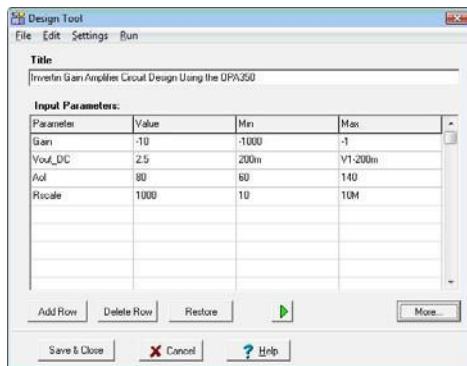 Design Tool
File Edit Settings Run
Title
Invertin Gain Amplifier Circuit Design Using the OPA350
Input Parameters:
Parameter Value Min Max
Gain -10 -1000 -1
Vout_DC 2.5 200m V1-200m
Aol 80 60 140
Rscale 1000 10 10M
Add Row Delete Row Restore More...
Save & Close Cancel Help